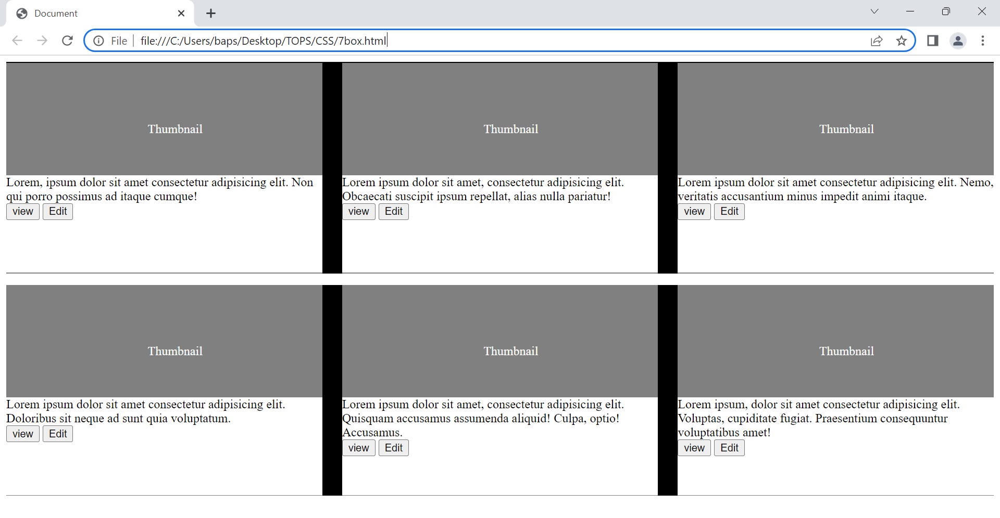 Document
File
file:///C:/Users/baps/Desktop/TOPS/CSS/7box.html
Thumbnail
Lorem, ipsum dolor sit amet consectetur adipisicing elit. Non
qui porro possimus ad itaque cumque!
view Edit
Thumbnail
Lorem ipsum dolor sit amet, consectetur adipisicing elit.
Obcaecati suscipit ipsum repellat, alias nulla pariatur!
view Edit
Thumbnail
Lorem ipsum dolor sit amet consectetur adipisicing elit. Nemo,
veritatis accusantium minus impedit animi itaque.
view Edit
Thumbnail
Lorem ipsum dolor sit amet consectetur adipisicing elit.
Doloribus sit neque ad sunt quia voluptatum.
view Edit
Thumbnail
Lorem ipsum dolor sit amet, consectetur adipisicing elit.
Quisquam accusamus assumenda aliquid! Culpa, optio!
Accusamus.
view Edit
Thumbnail
Lorem ipsum, dolor sit amet consectetur adipisicing elit.
Voluptas, cupiditate fugiat. Praesentium consequuntur
voluptatibus amet!
view Edit